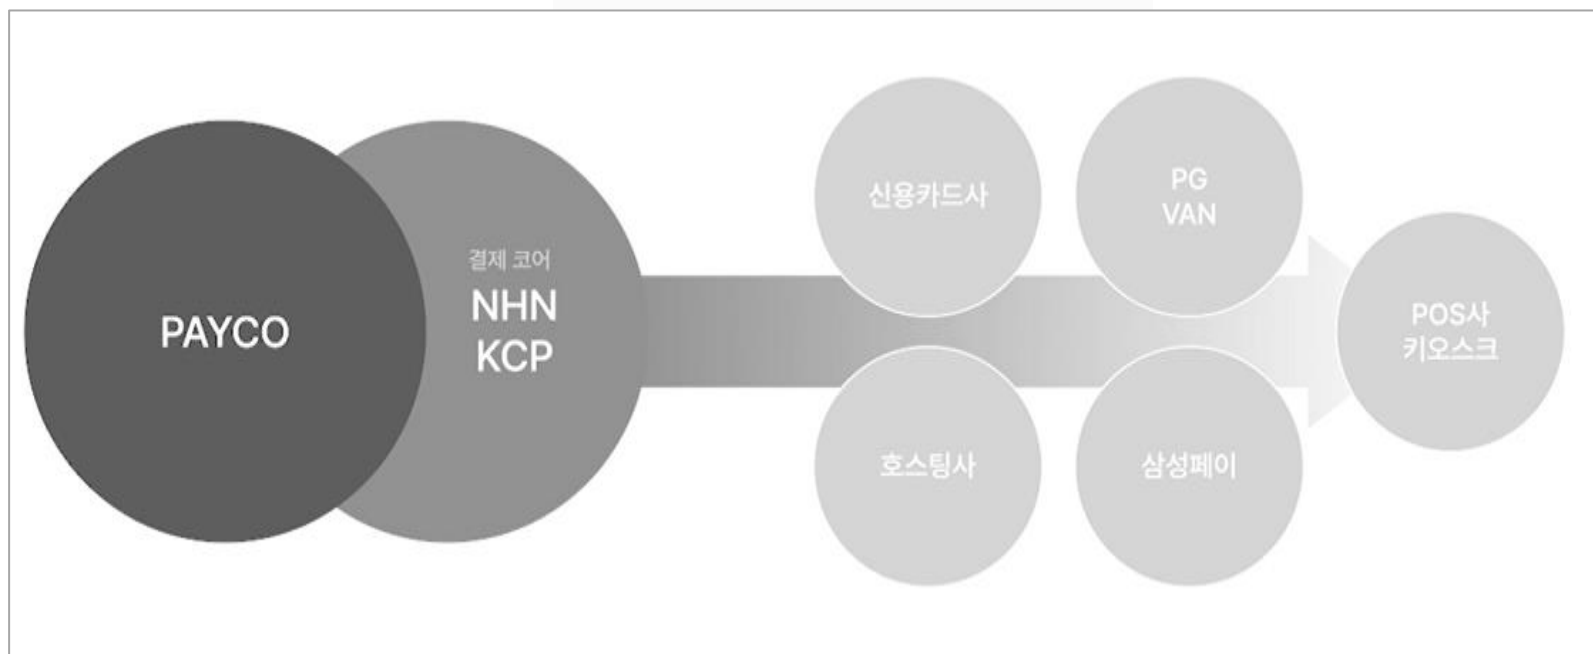 PAYCO
결제 코어
NHN
KCP
신용카드사
PG
VAN
호스팅사
삼성페이
POS사
키오스크